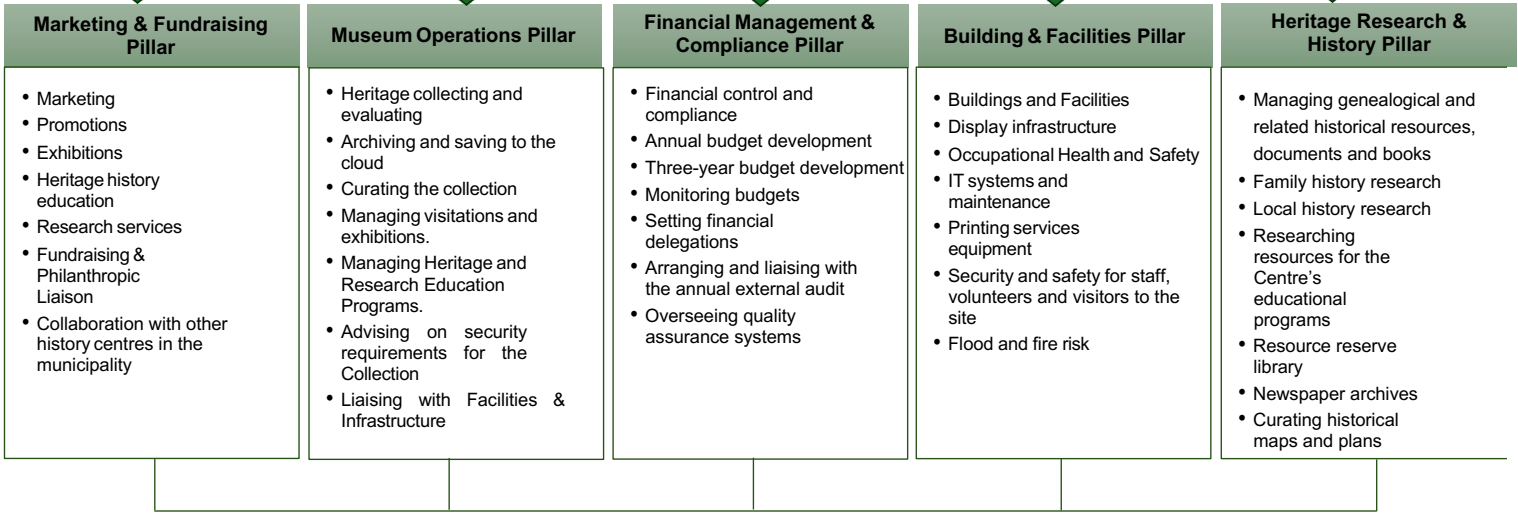 Marketing & Fundraising
Pillar
• Marketing
• Promotions
• Exhibitions
• Heritage history
education
• Research services
• Fundraising &
Philanthropic
Liaison
• Collaboration with other
history centres in the
municipality
Museum Operations Pillar
• Heritage collecting and
evaluating
• Archiving and saving to the
cloud
• Curating the collection
• Managing visitations and
exhibitions.
• Managing Heritage and
Research Education
Programs.
• Advising on security
requirements for the
Collection
• Liaising with Facilities &
Infrastructure
Financial Management &
Compliance Pillar
• Financial control and
compliance
• Annual budget development
• Three-year budget development
• Monitoring budgets
• Setting financial
delegations
• Arranging and liaising with
the annual external audit
• Overseeing quality
assurance systems
Building & Facilities Pillar
• Buildings and Facilities
• Display infrastructure
• Occupational Health and Safety
• IT systems and
maintenance
• Printing services
equipment
• Security and safety for staff,
volunteers and visitors to the
site
• Flood and fire risk
Heritage Research &
History Pillar
• Managing genealogical and
related historical resources,
documents and books
• Family history research
• Local history research
• Researching
resources for the
Centre’s
educational
programs
• Resource reserve
library
• Newspaper archives
• Curating historical
maps and plans